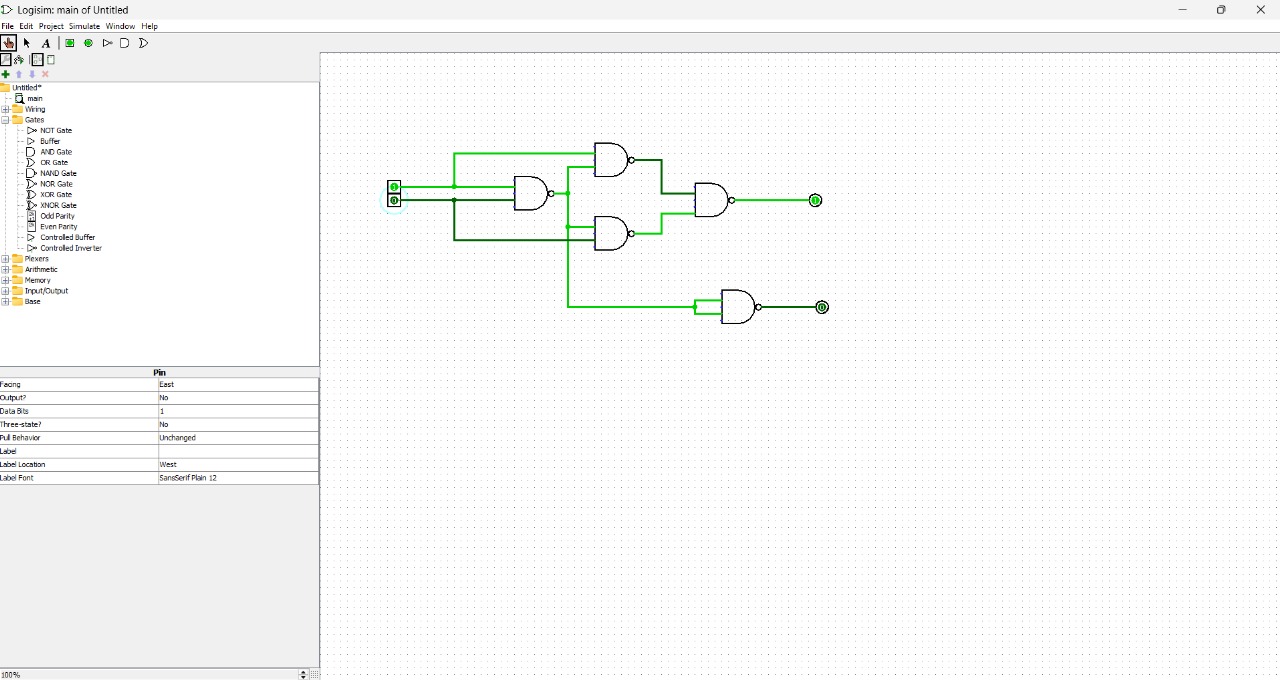 Logisim: main of Untitled
File Edit Project Simulate Window Help
A
Untitled*
main
Wiring
Gates
NOT Gate
Buffer
AND Gate
OR Gate
NAND Gate
NOR Gate
XOR Gate
XNOR Gate
Odd Parity
Even Parity
Controlled Buffer
Controlled Inverter
Plexers
Arithmetic
Memory
Input/Output
Base
1
0
1
0
Pin
Facing East
Output? No
Data Bits 1
Three-state? No
Pull Behavior Unchanged
Label
Label Location West
Label Font SansSerif Plain 12
100%